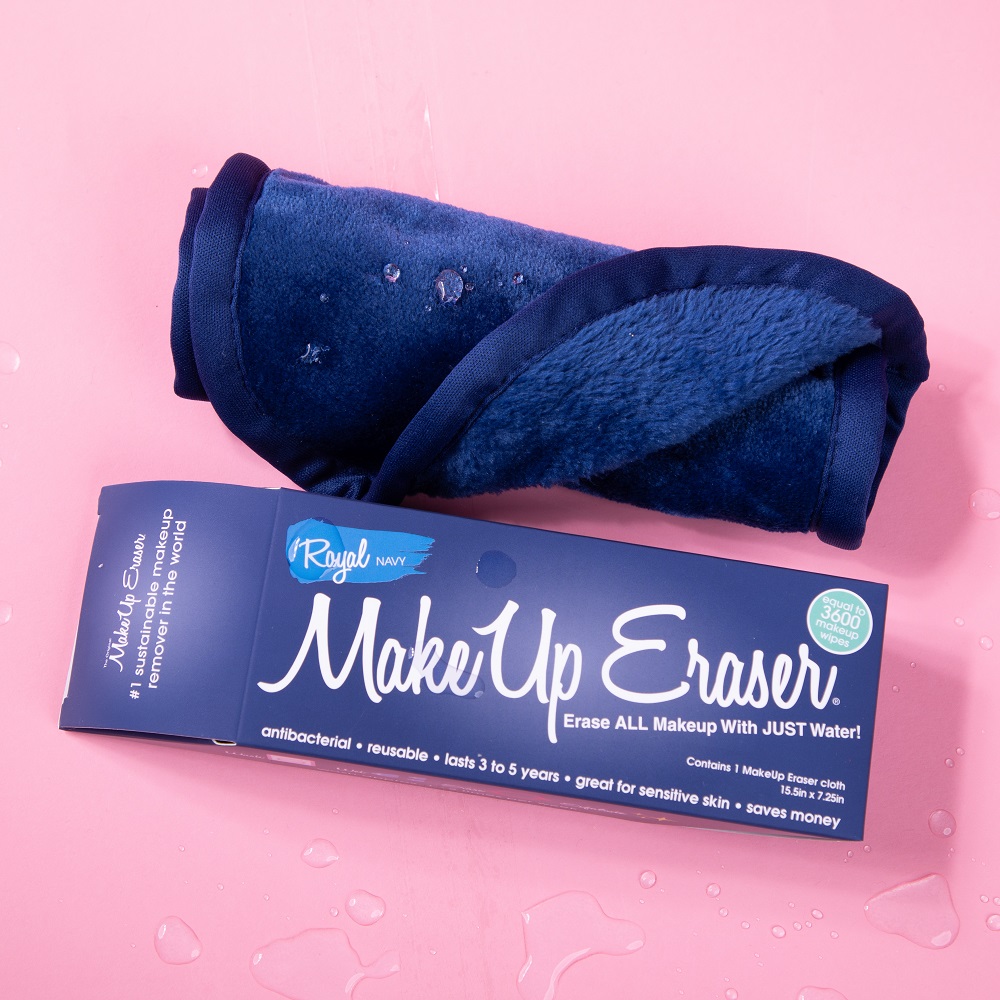 The Original
MakeUp Eraser
#1 sustainable makeup
remover in the world
Royal NAVY
equal to
3600
makeup
wipes
MakeUp Eraser®
Erase ALL Makeup With JUST Water!
antibacterial • reusable • lasts 3 to 5 years • great for sensitive skin • saves money
Contains 1 MakeUp Eraser cloth
15.5in x 7.25in